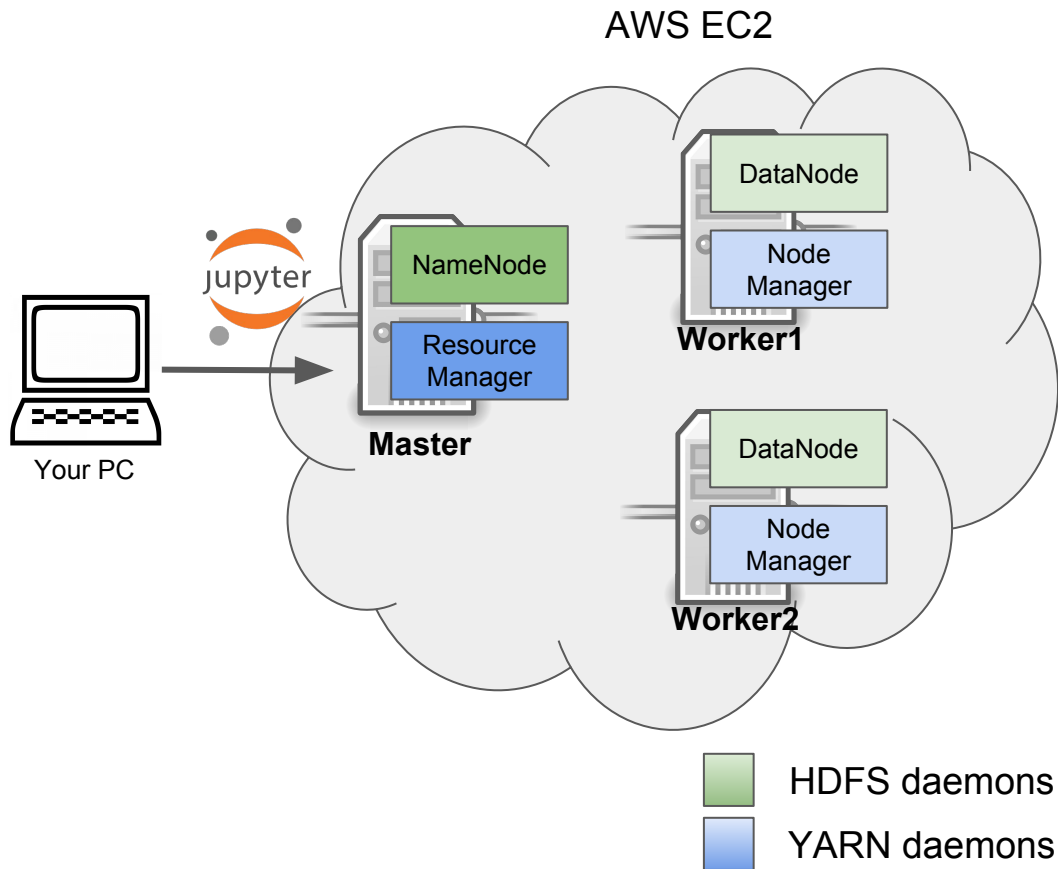 AWS EC2
DataNode
Node
Manager
Worker1
jupyter
NameNode
Resource
Manager
Master
Your PC
DataNode
Node
Manager
Worker2
HDFS daemons
YARN daemons